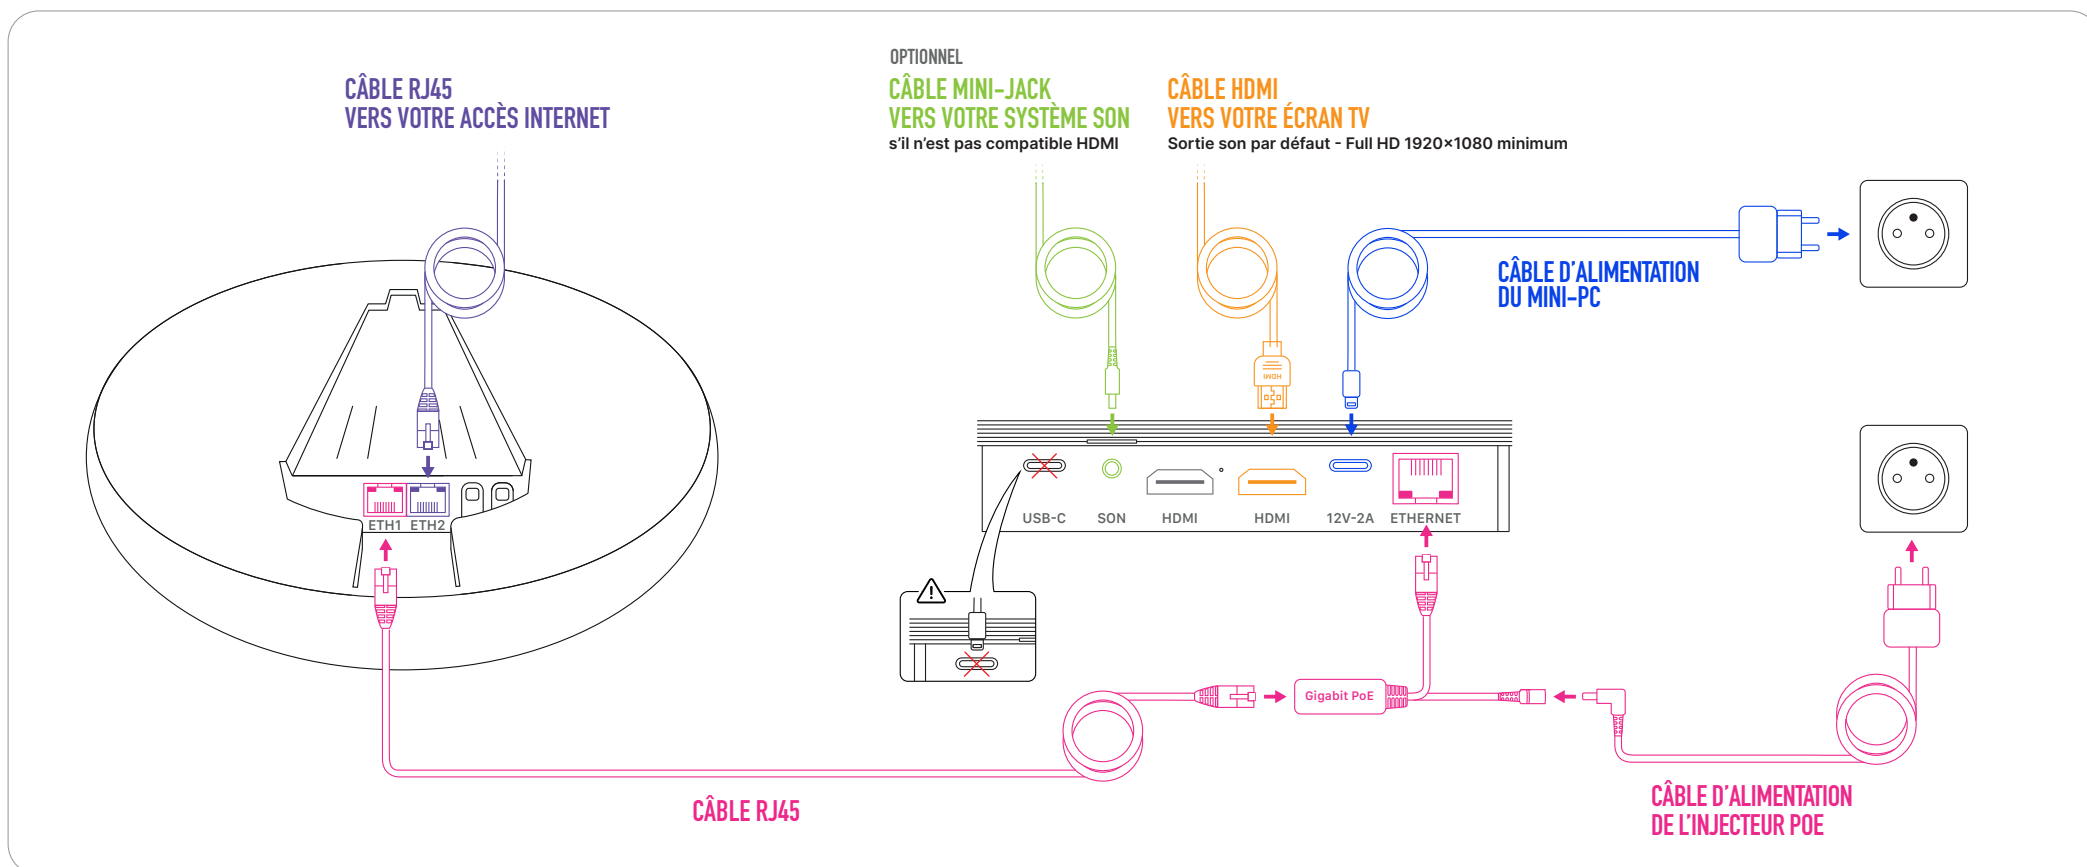 CÂBLE RJ45
VERS VOTRE ACCÈS INTERNET
OPTIONNEL
CÂBLE MINI-JACK
VERS VOTRE SYSTÈME SON
s'il n'est pas compatible HDMI
CÂBLE HDMI
VERS VOTRE ÉCRAN TV
Sortie son par défaut - Full HD 1920×1080 minimum
CÂBLE D'ALIMENTATION
DU MINI-PC
HDMI
ETH1 ETH2
USB-C SON HDMI HDMI 12V-2A ETHERNET
Gigabit PoE
CÂBLE RJ45
CÂBLE D'ALIMENTATION
DE L'INJECTEUR POE